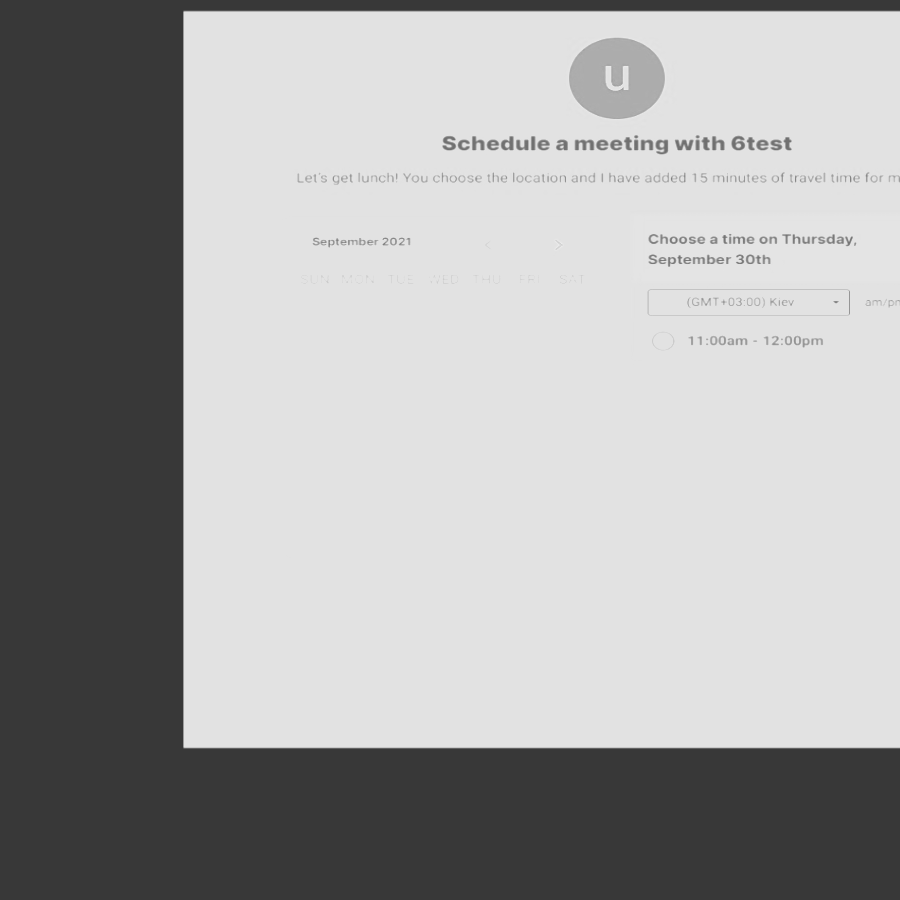 u
Schedule a meeting with 6test
Let's get lunch! You choose the location and I have added 15 minutes of travel time for m
September 2021
SUN MON TUE WED THU FRI SAT
Choose a time on Thursday,
September 30th
(GMT+03:00) Kiev
am/pm
11:00am - 12:00pm